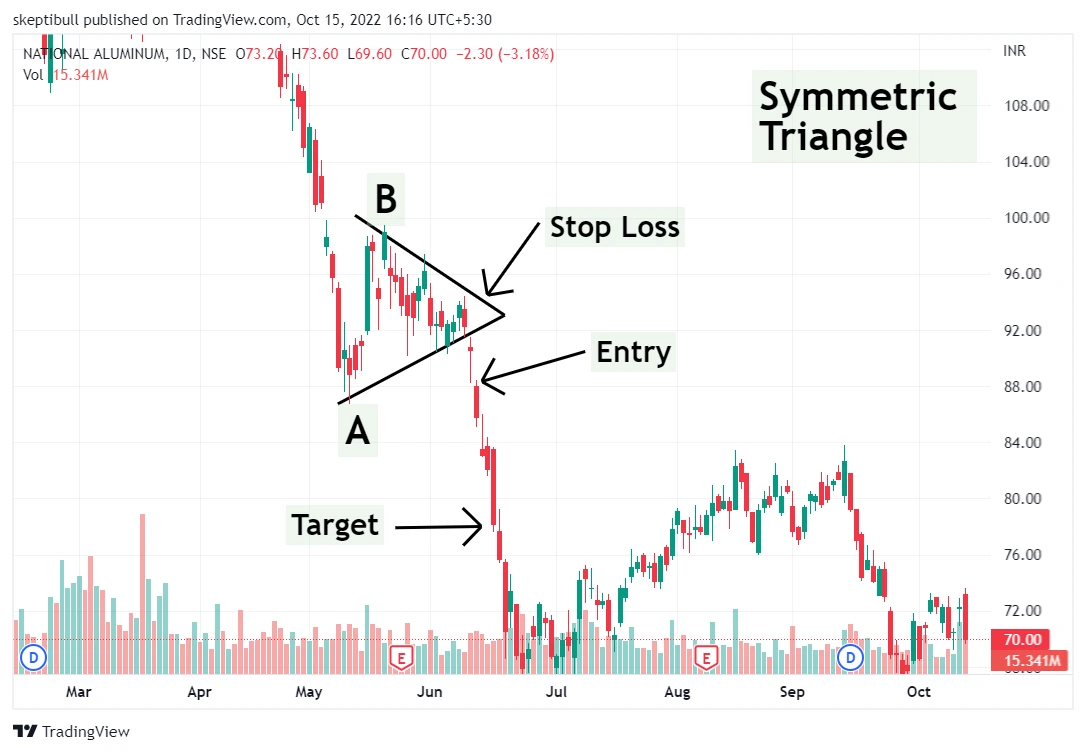 skeptibull published on TradingView.com, Oct 15, 2022 16:16 UTC+5:30
NATIONAL ALUMINUM, 1D, NSE O73.20 H73.60 L69.60 C70.00 −2.30 (−3.18%)
INR
Vol 15.341M
Symmetric
Triangle
108.00
104.00
B
100.00
Stop Loss
96.00
92.00
Entry
88.00
A
84.00
80.00
Target
76.00
72.00
70.00
15.341M
D
E
E
D
Mar Apr May Jun Jul Aug Sep Oct
TradingView